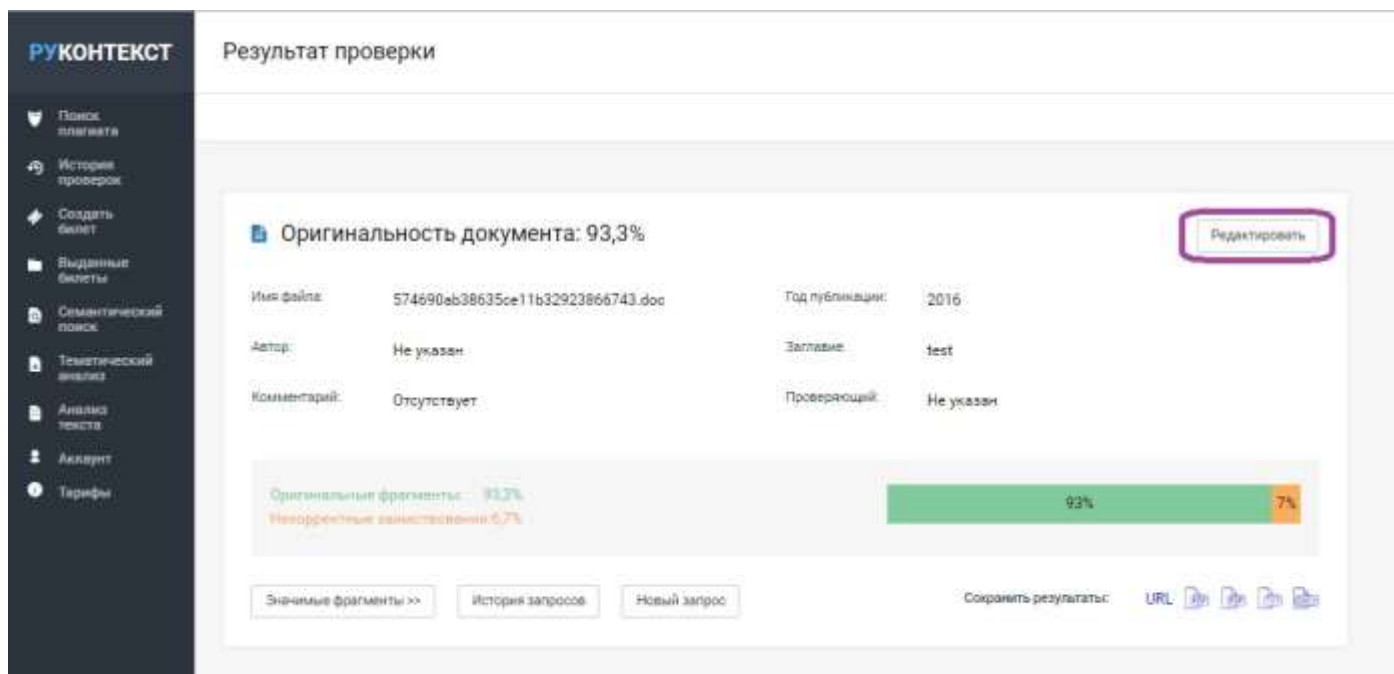 РУКОНТЕКСТ
Результат проверки
Поиск
плагиата
История
проверок
Создать
билет
Выданные
билеты
Семантический
поиск
Тематический
анализ
Анализ
текста
Аккаунт
Тарифы
Оригинальность документа: 93,3%
Редактировать
Имя файла: 574690ab38635ce11b32923866743.doc Год публикации: 2016
Автор: Не указан Заглавие: test
Комментарий: Отсутствует Проверяющий: Не указан
Оригинальные фрагменты: 93,3%
Некорректные заимствования:6,7%
93% 7%
Значимые фрагменты >> История запросов Новый запрос Сохранить результаты: URL